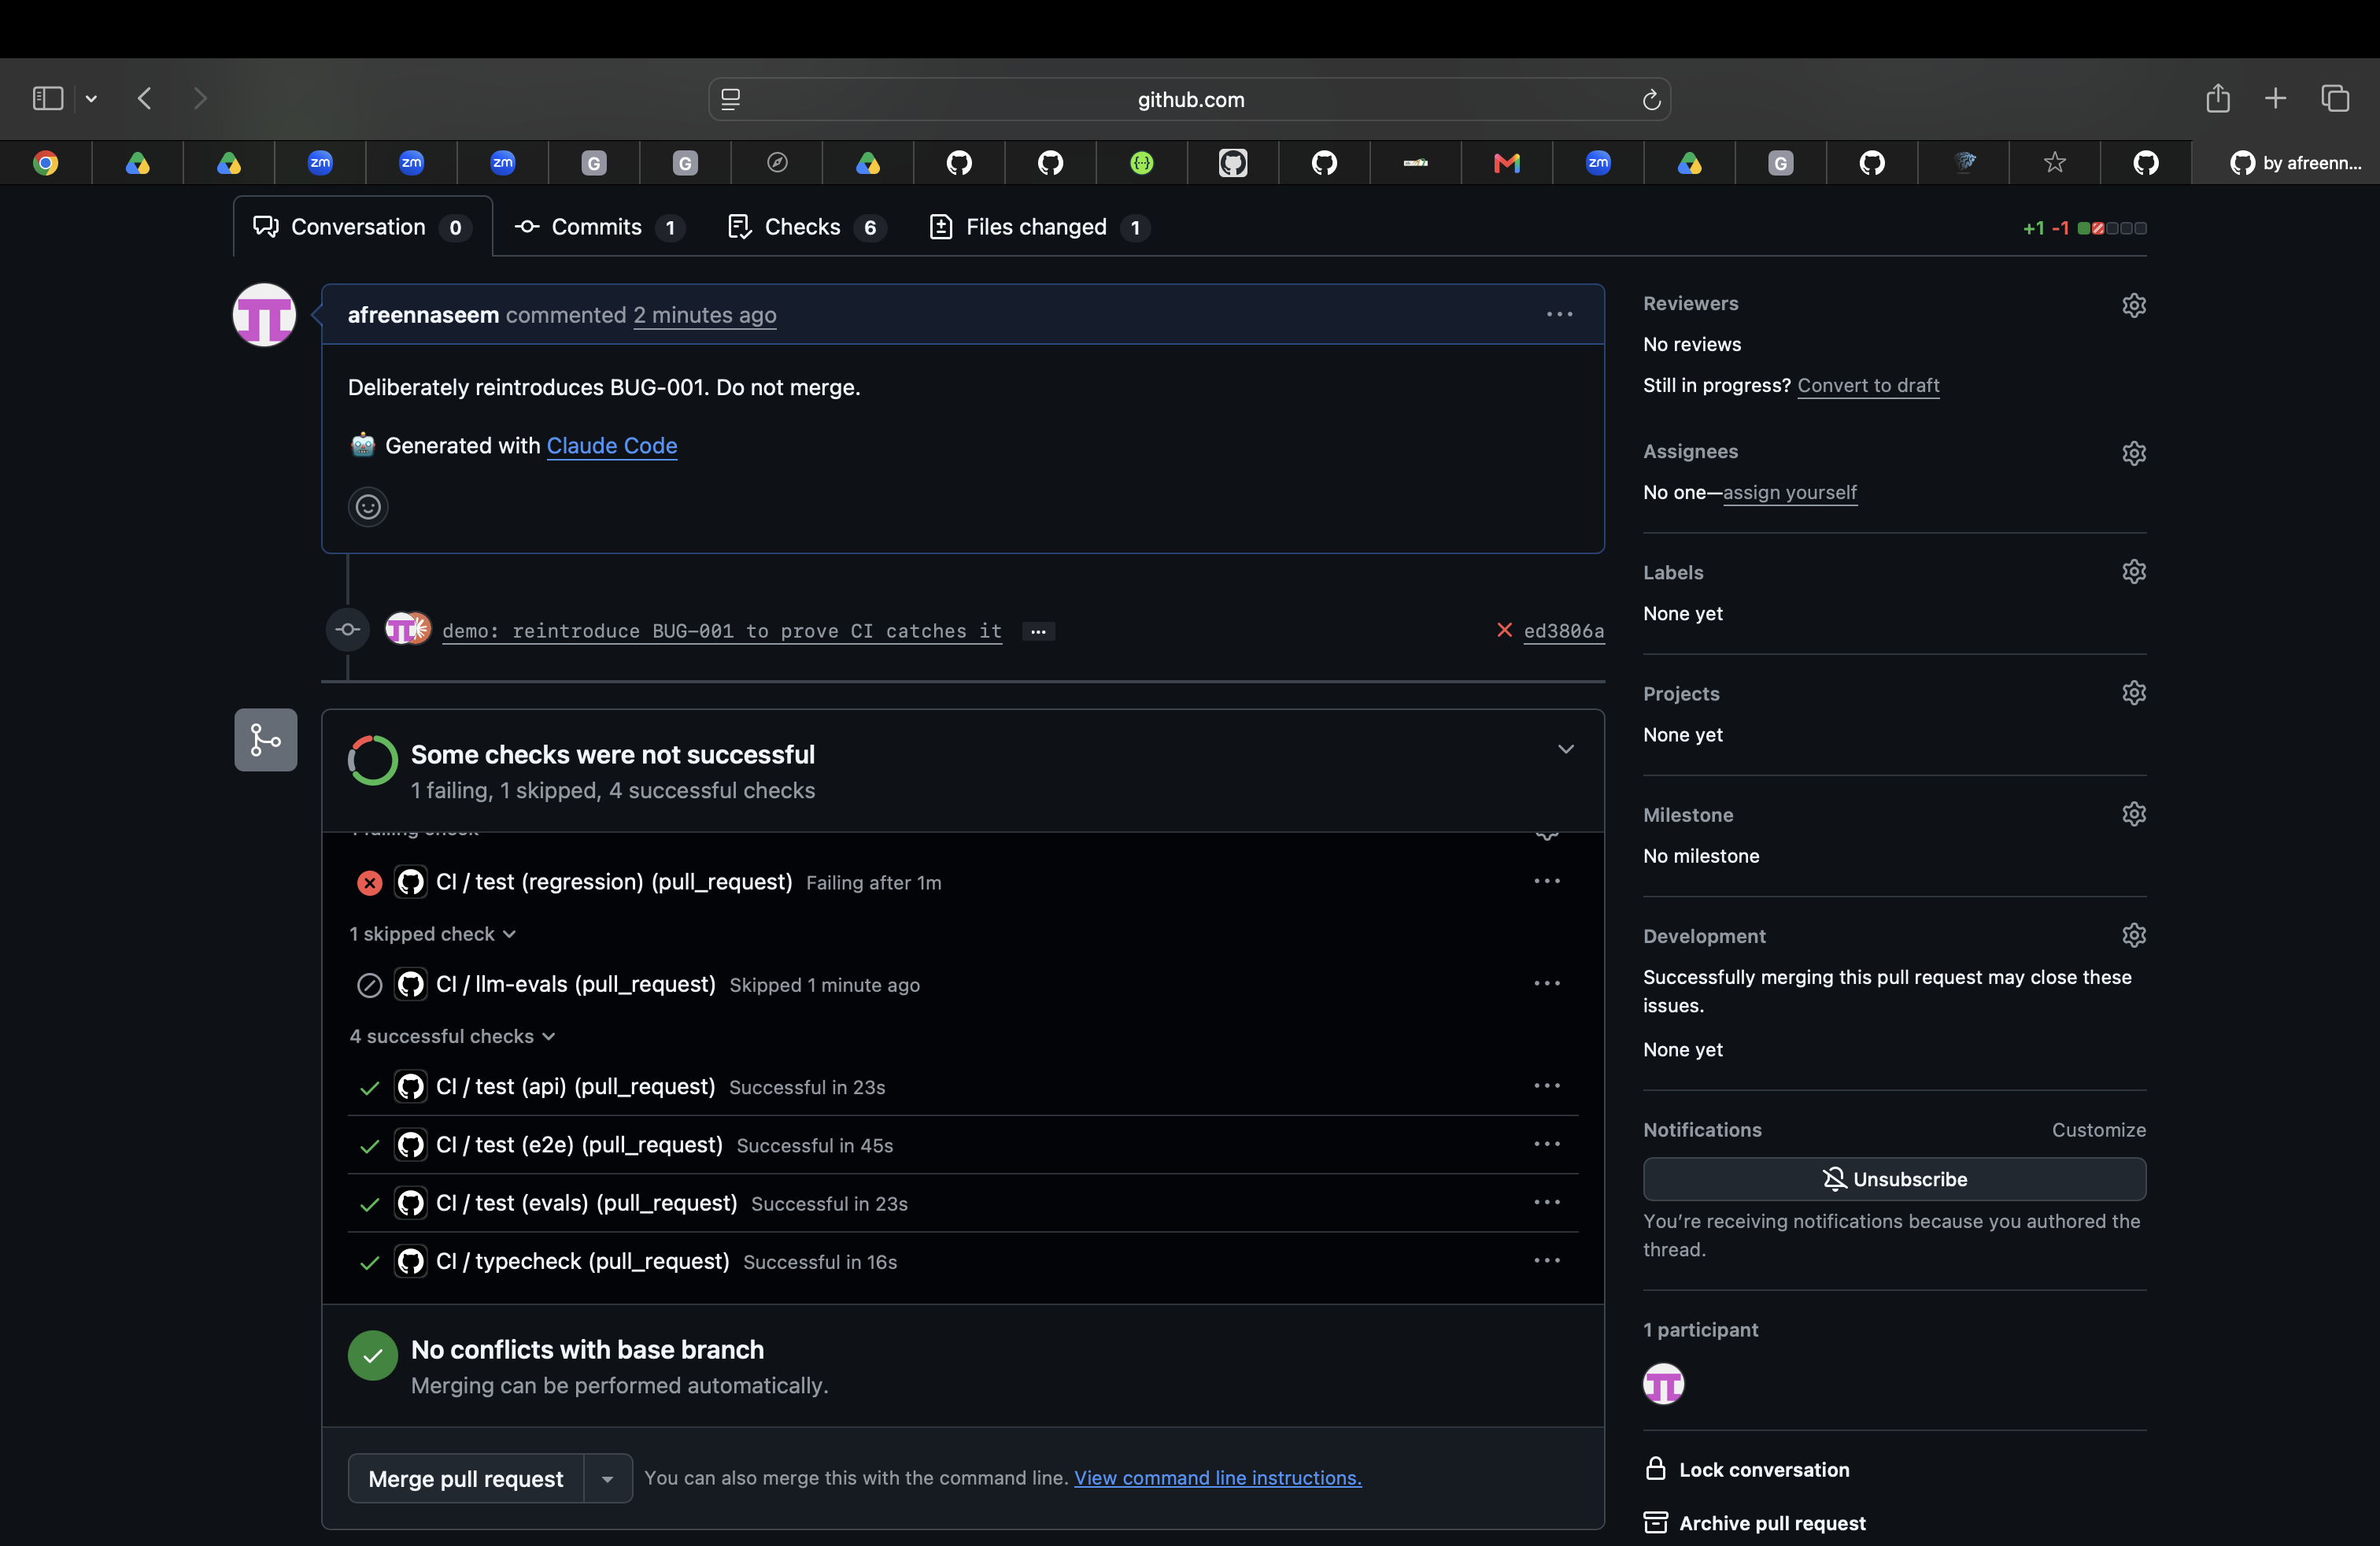 github.com
zm
zm
zm
G
G
zm
G
by afreenn...
Conversation 0
Commits 1
Checks 6
Files changed 1
+1 -1
afreennaseem commented 2 minutes ago
Deliberately reintroduces BUG-001. Do not merge.
🤖 Generated with Claude Code
demo: reintroduce BUG-001 to prove CI catches it ...
ed3806a
Some checks were not successful
1 failing, 1 skipped, 4 successful checks
CI / test (regression) (pull_request) Failing after 1m
1 skipped check
CI / llm-evals (pull_request) Skipped 1 minute ago
4 successful checks
CI / test (api) (pull_request) Successful in 23s
CI / test (e2e) (pull_request) Successful in 45s
CI / test (evals) (pull_request) Successful in 23s
CI / typecheck (pull_request) Successful in 16s
No conflicts with base branch
Merging can be performed automatically.
Merge pull request
You can also merge this with the command line. View command line instructions.
Reviewers
No reviews
Still in progress? Convert to draft
Assignees
No one—assign yourself
Labels
None yet
Projects
None yet
Milestone
No milestone
Development
Successfully merging this pull request may close these
issues.
None yet
Notifications
Customize
Unsubscribe
You're receiving notifications because you authored the
thread.
1 participant
Lock conversation
Archive pull request